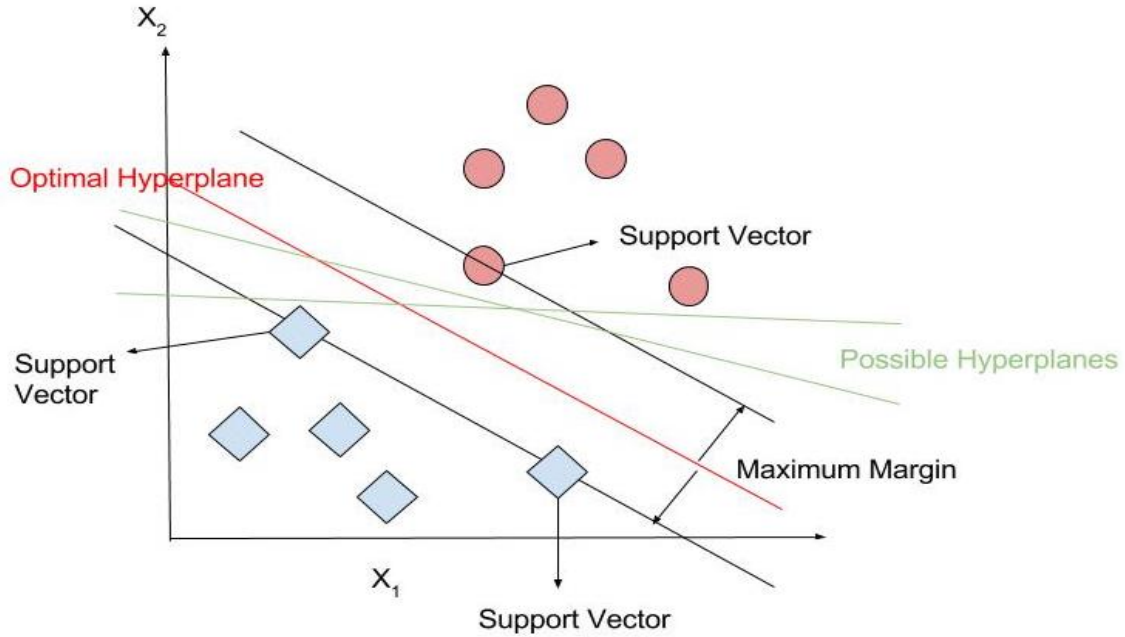 X2
Optimal Hyperplane
Support Vector
Support
Vector
Possible Hyperplanes
Maximum Margin
X1
Support Vector